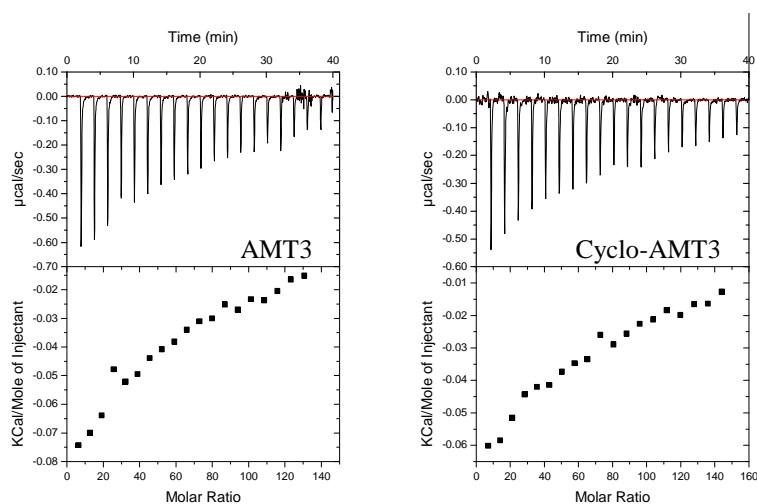 Time (min)
0 10 20 30 40
0.10
0.00
-0.10
-0.20
-0.30
-0.40
-0.50
-0.60
-0.70
µcal/sec
AMT3
-0.02
-0.03
-0.04
-0.05
-0.06
-0.07
-0.08
KCal/Mole of Injectant
0 20 40 60 80 100 120 140
Molar Ratio
Time (min)
0 10 20 30 40
0.10
0.00
-0.10
-0.20
-0.30
-0.40
-0.50
-0.60
µcal/sec
Cyclo-AMT3
-0.01
-0.02
-0.03
-0.04
-0.05
-0.06
KCal/Mole of Injectant
0 20 40 60 80 100 120 140 160
Molar Ratio